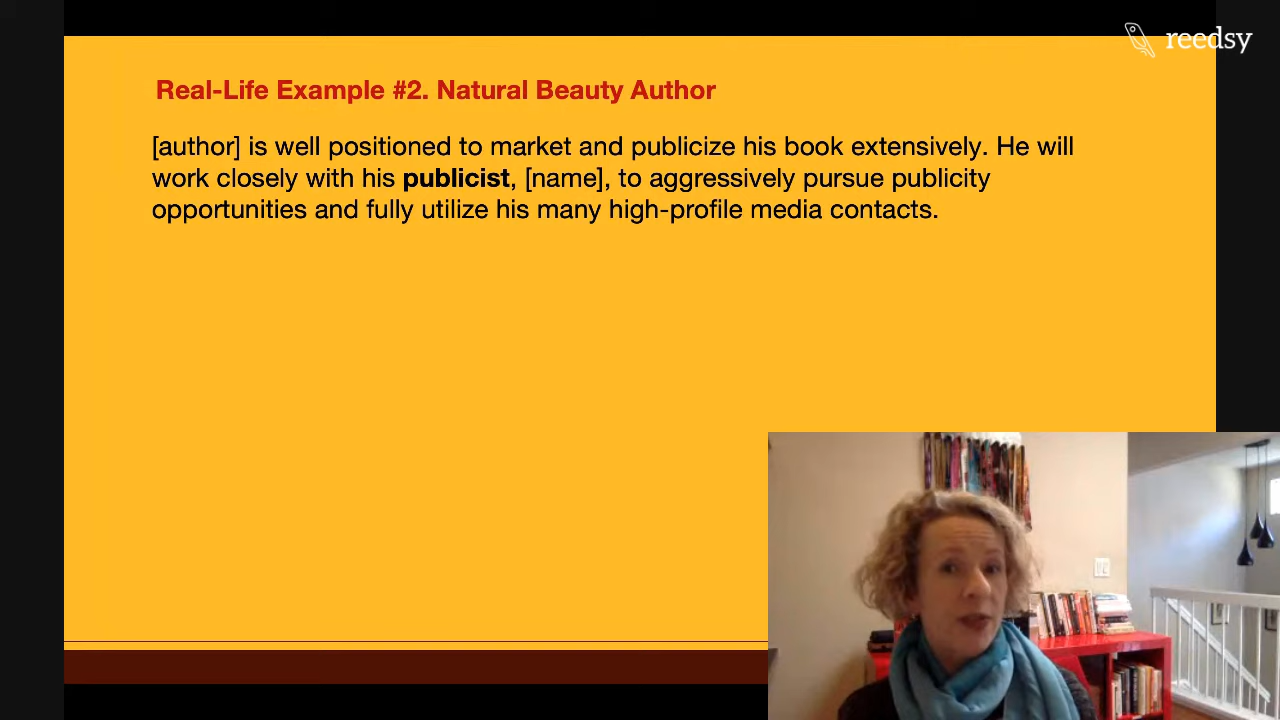 reedsy
Real-Life Example #2. Natural Beauty Author
[author] is well positioned to market and publicize his book extensively. He will
work closely with his publicist, [name], to aggressively pursue publicity
opportunities and fully utilize his many high-profile media contacts.